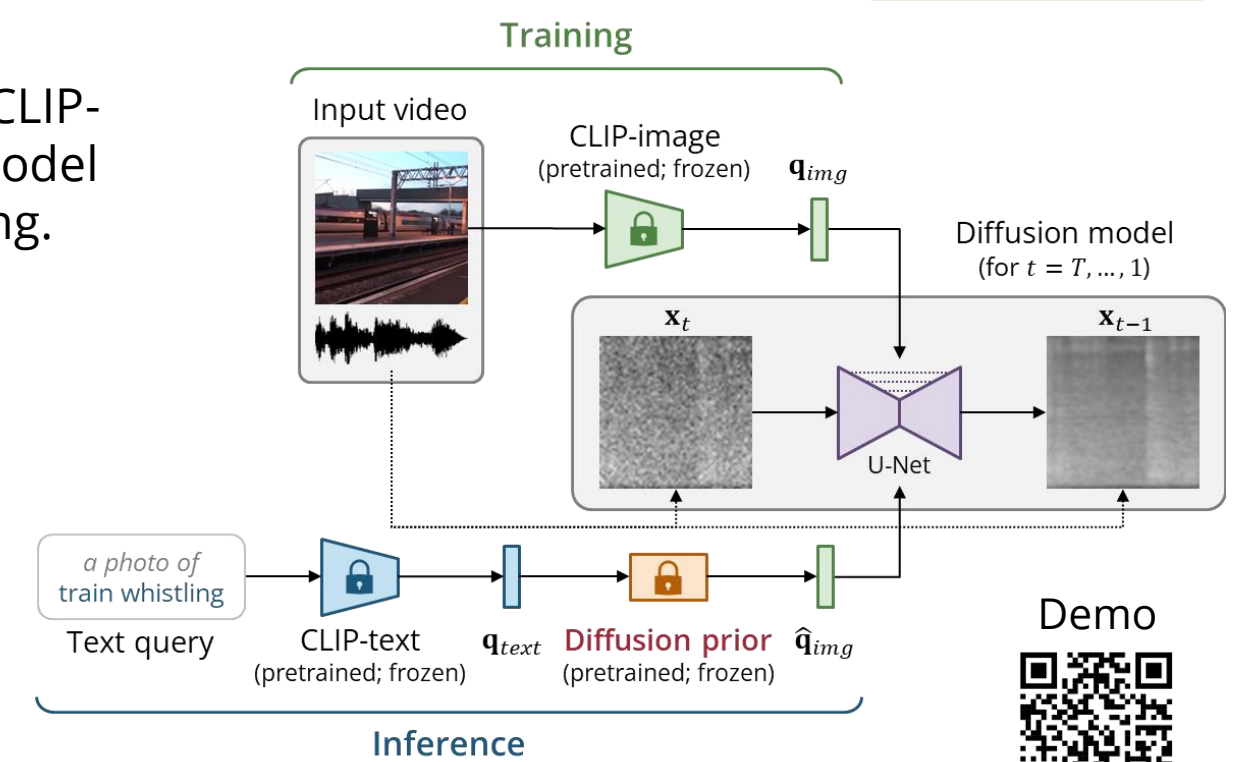 Training
CLIP-
odel
ng.
Input video
CLIP-image
(pretrained; frozen)
q_img
Diffusion model
(for t = T, ..., 1)
x_t
x_{t−1}
U-Net
a photo of
train whistling
Text query
CLIP-text
(pretrained; frozen)
q_text
Diffusion prior
(pretrained; frozen)
q̂_img
Inference
Demo